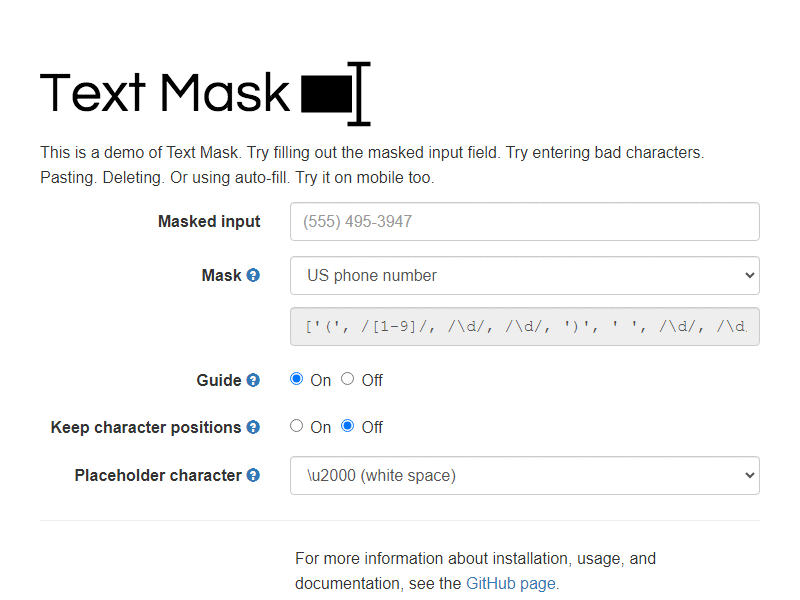 Text Mask
This is a demo of Text Mask. Try filling out the masked input field. Try entering bad characters.
Pasting. Deleting. Or using auto-fill. Try it on mobile too.
Masked input (555) 495-3947
Mask US phone number
['(', /[1-9]/, /\d/, /\d/, ')', ' ', /\d/, /\d
Guide On Off
Keep character positions On Off
Placeholder character \u2000 (white space)
For more information about installation, usage, and
documentation, see the GitHub page.